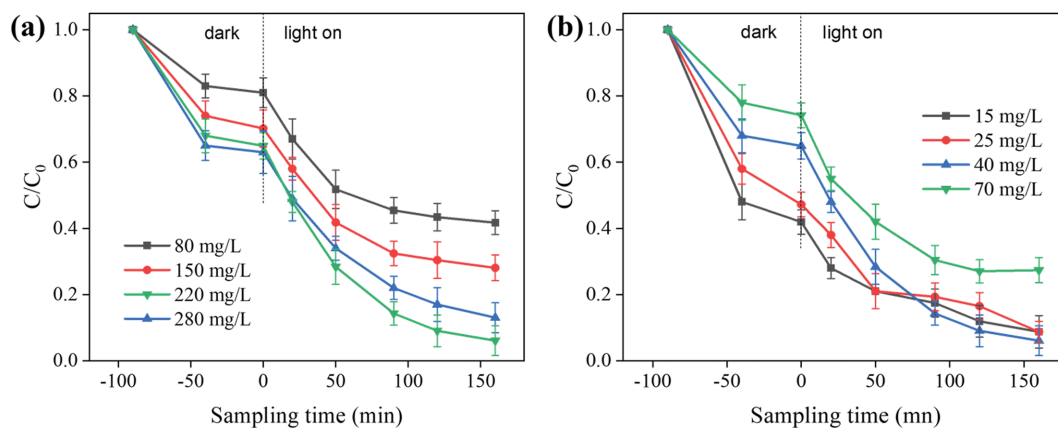 (a)
dark
light on
C/C0
1.0
0.8
0.6
0.4
0.2
0.0
80 mg/L
150 mg/L
220 mg/L
280 mg/L
-100
-50
0
50
100
150
Sampling time (min)
(b)
dark
light on
C/C0
1.0
0.8
0.6
0.4
0.2
0.0
15 mg/L
25 mg/L
40 mg/L
70 mg/L
-100
-50
0
50
100
150
Sampling time (mn)